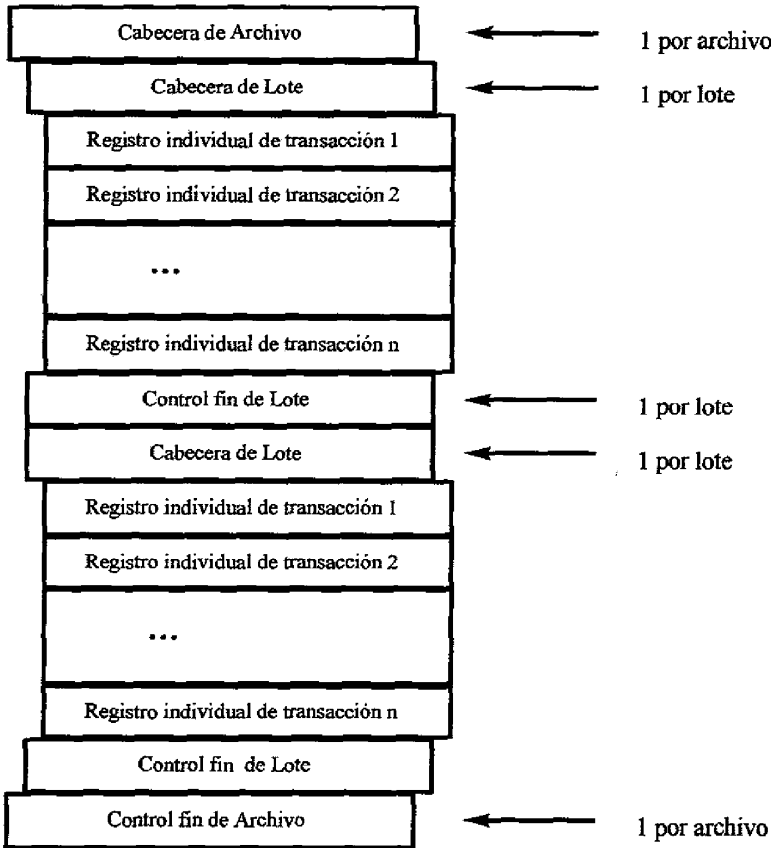 Cabecera de Archivo
1 por archivo
Cabecera de Lote
1 por lote
Registro individual de transacción 1
Registro individual de transacción 2
...
Registro individual de transacción n
Control fin de Lote
1 por lote
Cabecera de Lote
1 por lote
Registro individual de transacción 1
Registro individual de transacción 2
...
Registro individual de transacción n
Control fin de Lote
Control fin de Archivo
1 por archivo